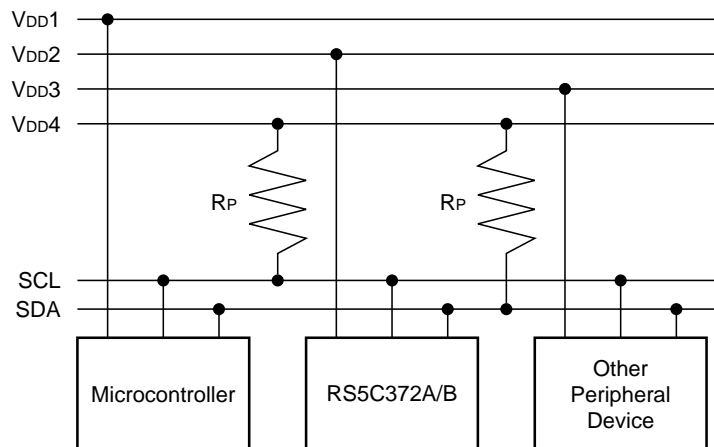 VDD1
VDD2
VDD3
VDD4
RP
RP
SCL
SDA
Microcontroller
RS5C372A/B
Other
Peripheral
Device